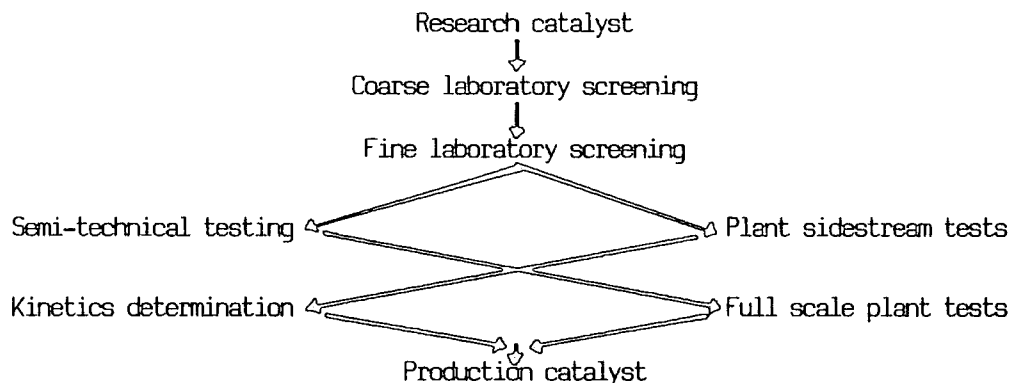 Research catalyst
Coarse laboratory screening
Fine laboratory screening
Semi-technical testing
Plant sidestream tests
Kinetics determination
Full scale plant tests
Production catalyst